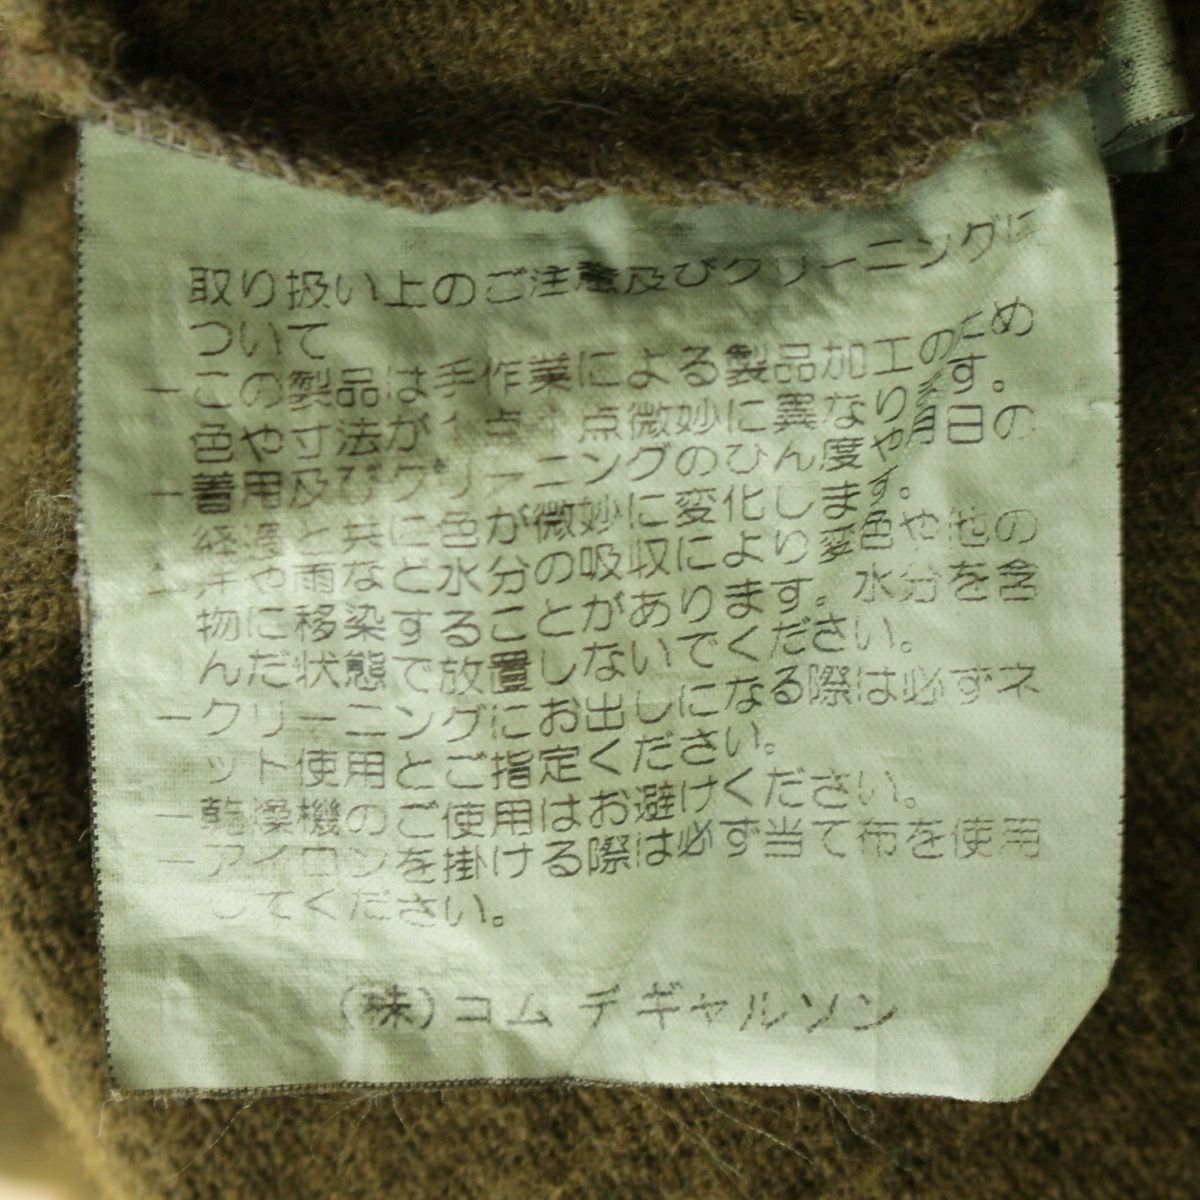 取り扱い上のご注意及びクリーニングに
ついて
－この製品は手作業による製品加工のため
色や寸法が1点1点微妙に異なります。
－着用及びクリーニングのひん度や月日の
経過と共に色が微妙に変化します。
－汗や雨など水分の吸収により変色や他の
物に移染することがあります。水分を含
んだ状態で放置しないでください。
－クリーニングにお出しになる際は必ずネ
ット使用とご指定ください。
－乾燥機のご使用はお避けください。
－アイロンを掛ける際は必ず当て布を使用
してください。
(株)コム デギャルソン